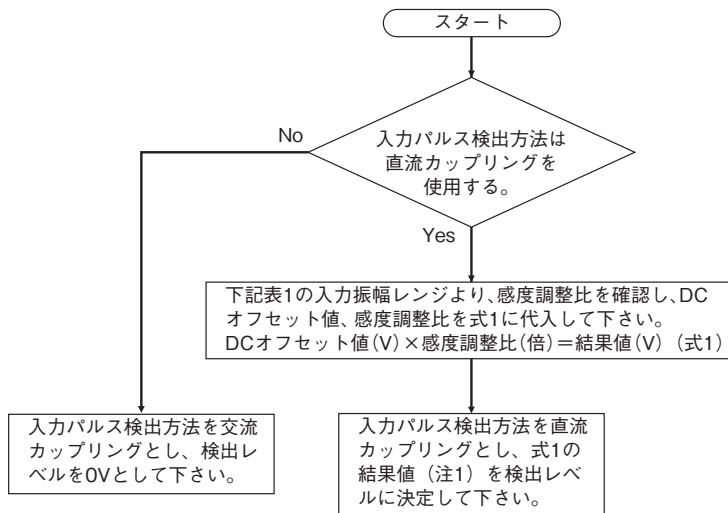 スタート
入力パルス検出方法は
直流カップリングを
使用する。
No
Yes
下記表1の入力振幅レンジより、感度調整比を確認し、DC
オフセット値、感度調整比を式1に代入して下さい。
DCオフセット値（V）×感度調整比（倍）＝結果値（V）（式1）
入力パルス検出方法を交流
カップリングとし、検出レ
ベルを0Vとして下さい。
入力パルス検出方法を直流
カップリングとし、式1の
結果値（注1）を検出レベ
ルに決定して下さい。